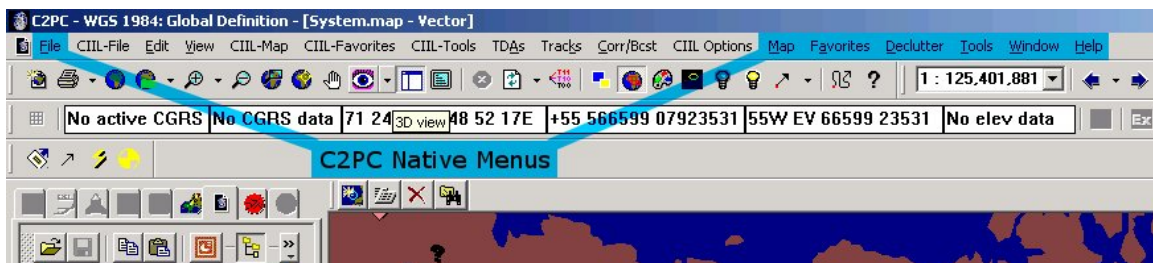 C2PC - WGS 1984: Global Definition - [System.map - Vector]
File CIIL-File Edit View CIIL-Map CIIL-Favorites CIIL-Tools TDAs Tracks Corr/Bcst CIIL Options Map Favorites Declutter Tools Window Help
? 1 : 125,401,881
No active CGRS No CGRS data 71 24 3D view 48 52 17E +55 566599 07923531 55W EV 66599 23531 No elev data Ex
C2PC Native Menus
?